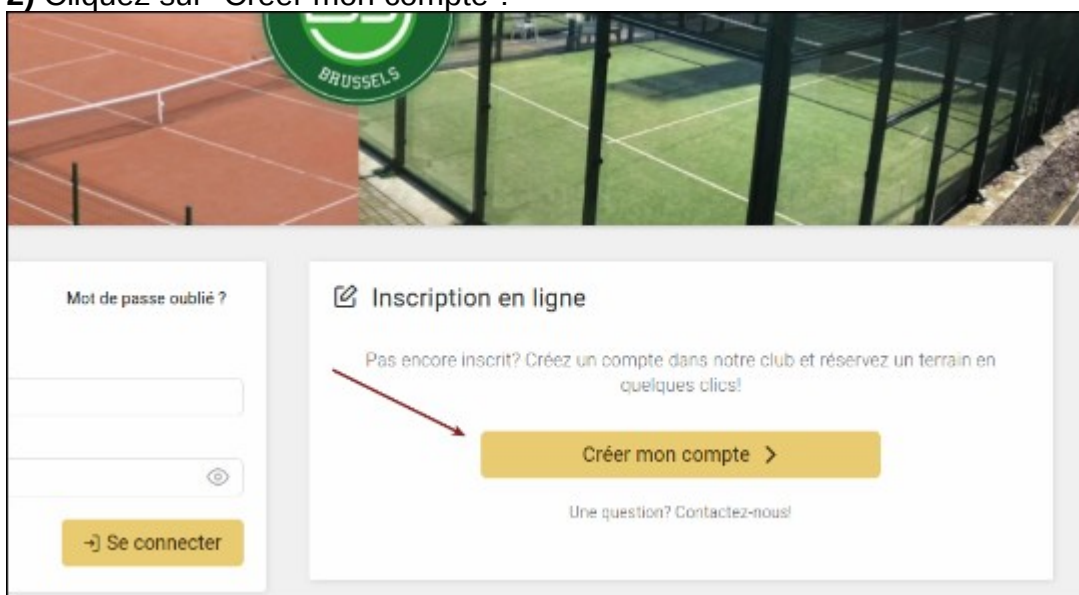 2) Cliquez sur "Créer mon compte".
BRUSSELS
Mot de passe oublié ?
Se connecter
Inscription en ligne
Pas encore inscrit? Créez un compte dans notre club et réservez un terrain en
quelques clics!
Créer mon compte
Une question? Contactez-nous!